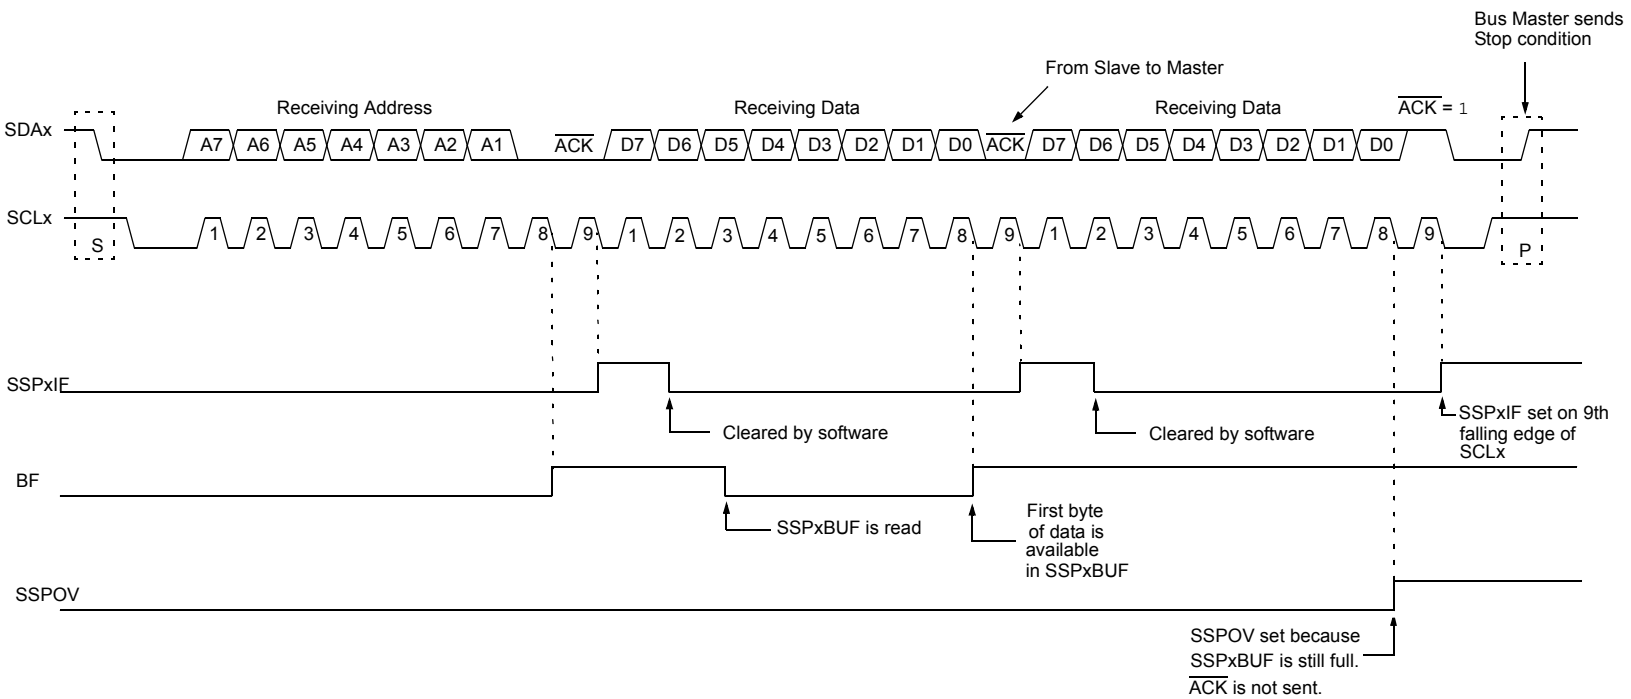 Bus Master sends
Stop condition
From Slave to Master
Receiving Address
Receiving Data
Receiving Data
ACK = 1
SDAx
A7 A6 A5 A4 A3 A2 A1 ACK D7 D6 D5 D4 D3 D2 D1 D0 ACK D7 D6 D5 D4 D3 D2 D1 D0
SCLx
S 1 2 3 4 5 6 7 8 9 1 2 3 4 5 6 7 8 9 1 2 3 4 5 6 7 8 9 P
SSPxIF
Cleared by software
Cleared by software
SSPxIF set on 9th
falling edge of
SCLx
BF
SSPxBUF is read
First byte
of data is
available
in SSPxBUF
SSPOV
SSPOV set because
SSPxBUF is still full.
ACK is not sent.